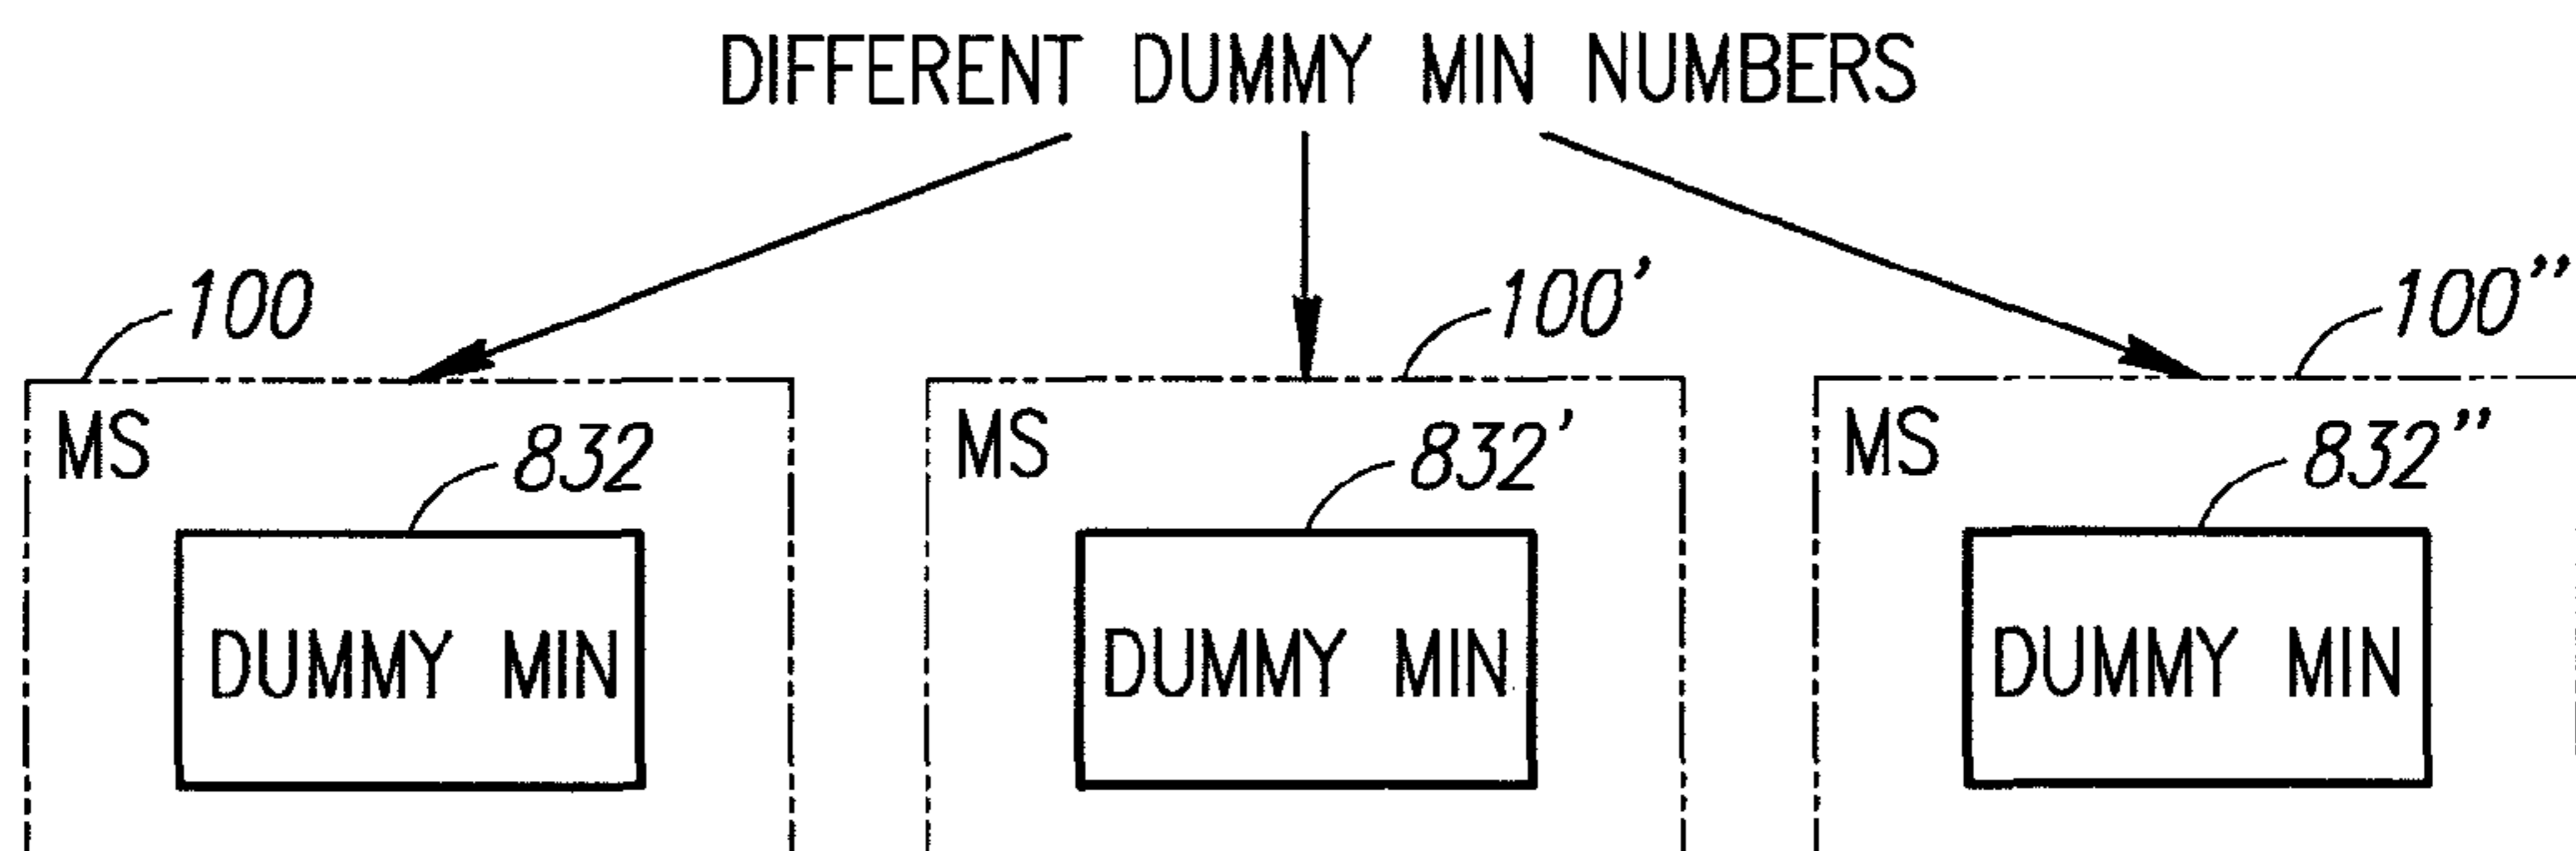 DIFFERENT DUMMY MIN NUMBERS
100 100' 100"
MS MS MS
832 832' 832"
DUMMY MIN DUMMY MIN DUMMY MIN